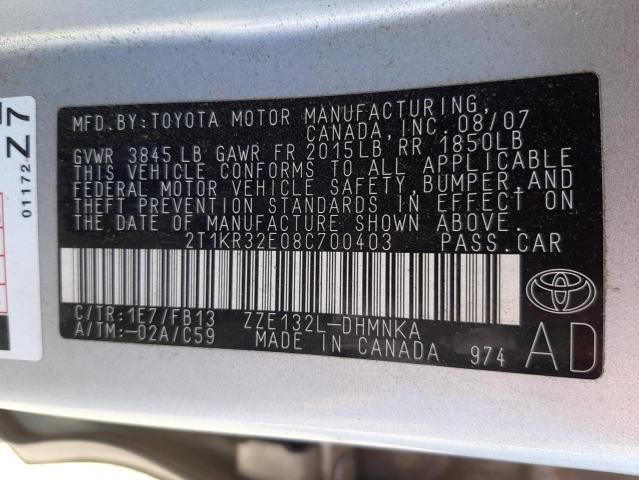 MFD.BY:TOYOTA MOTOR MANUFACTURING,
CANADA, INC. 08/07
GVWR 3845LB GAWR FR 2015LB, RR 1850LB
THIS VEHICLE CONFORMS TO ALL APPLICABLE
FEDERAL MOTOR VEHICLE SAFETY, BUMPER, AND
THEFT PREVENTION STANDARDS IN EFFECT ON
THE DATE OF MANUFACTURE SHOWN ABOVE.
2T1KR32E08C700403 PASS.CAR
C/TR:1E7/FB13 ZZE132L-DHMNKA
A/TM:-02A/C59 MADE IN CANADA 974
AD
Z7
01172